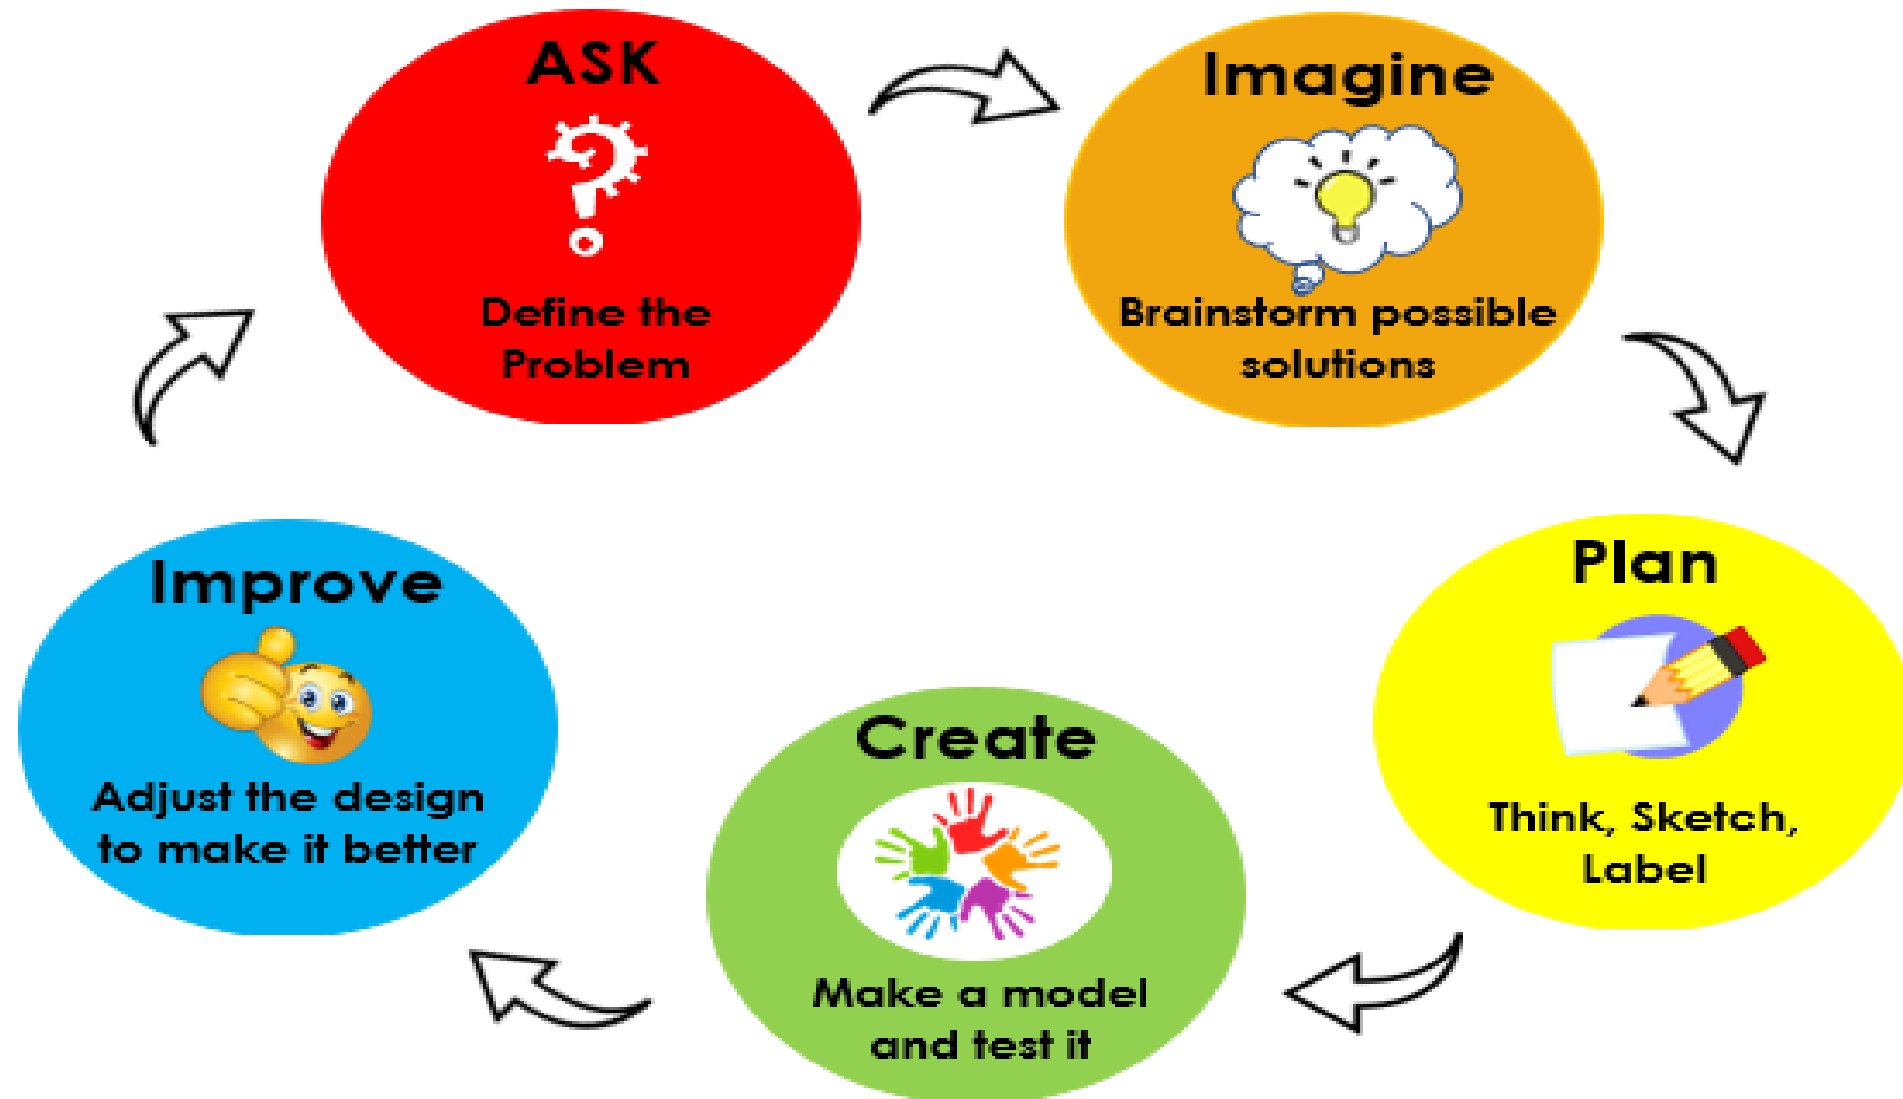 ASK
Define the
Problem
Imagine
Brainstorm possible
solutions
Plan
Think, Sketch,
Label
Create
Make a model
and test it
Improve
Adjust the design
to make it better